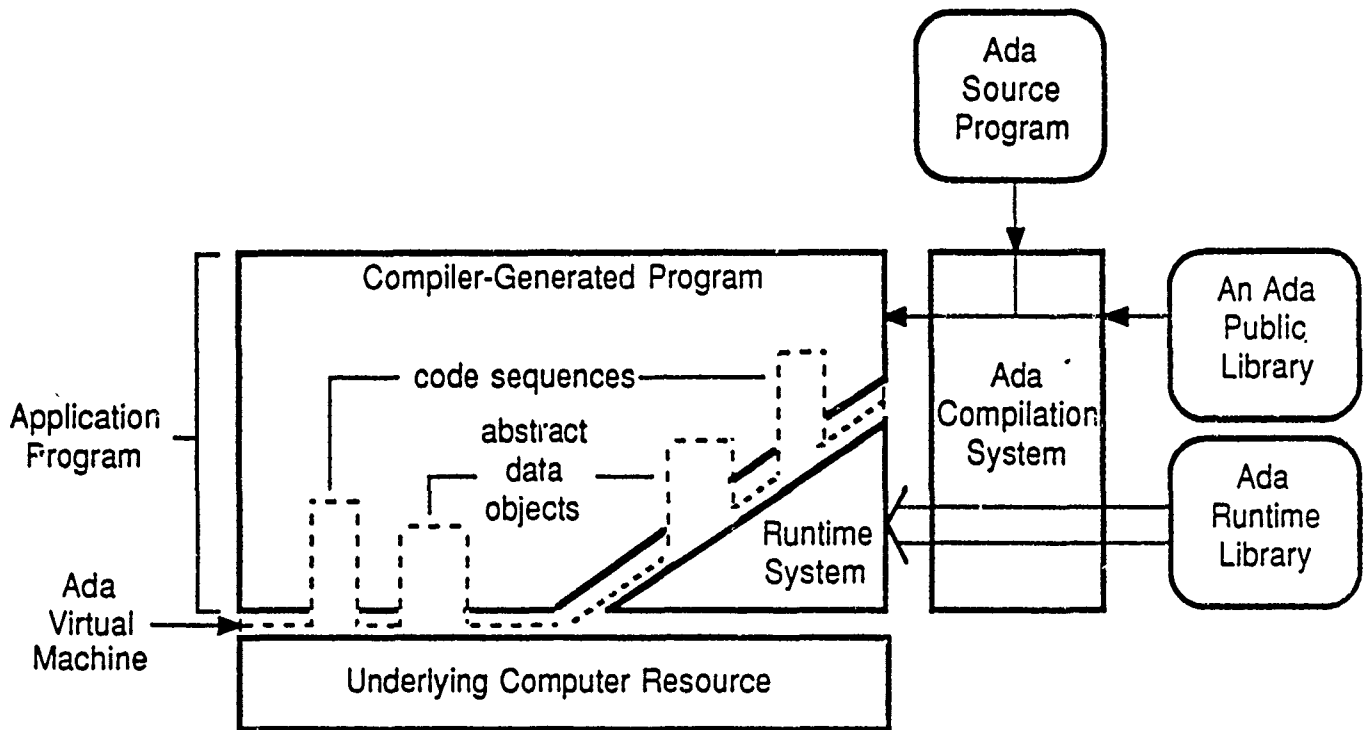 Ada
Source
Program
Compiler-Generated Program
An Ada
Public
Library
code sequences
Ada
Compilation
System
Application
Program
abstract
data
objects
Ada
Runtime
Library
Runtime
System
Ada
Virtual
Machine
Underlying Computer Resource